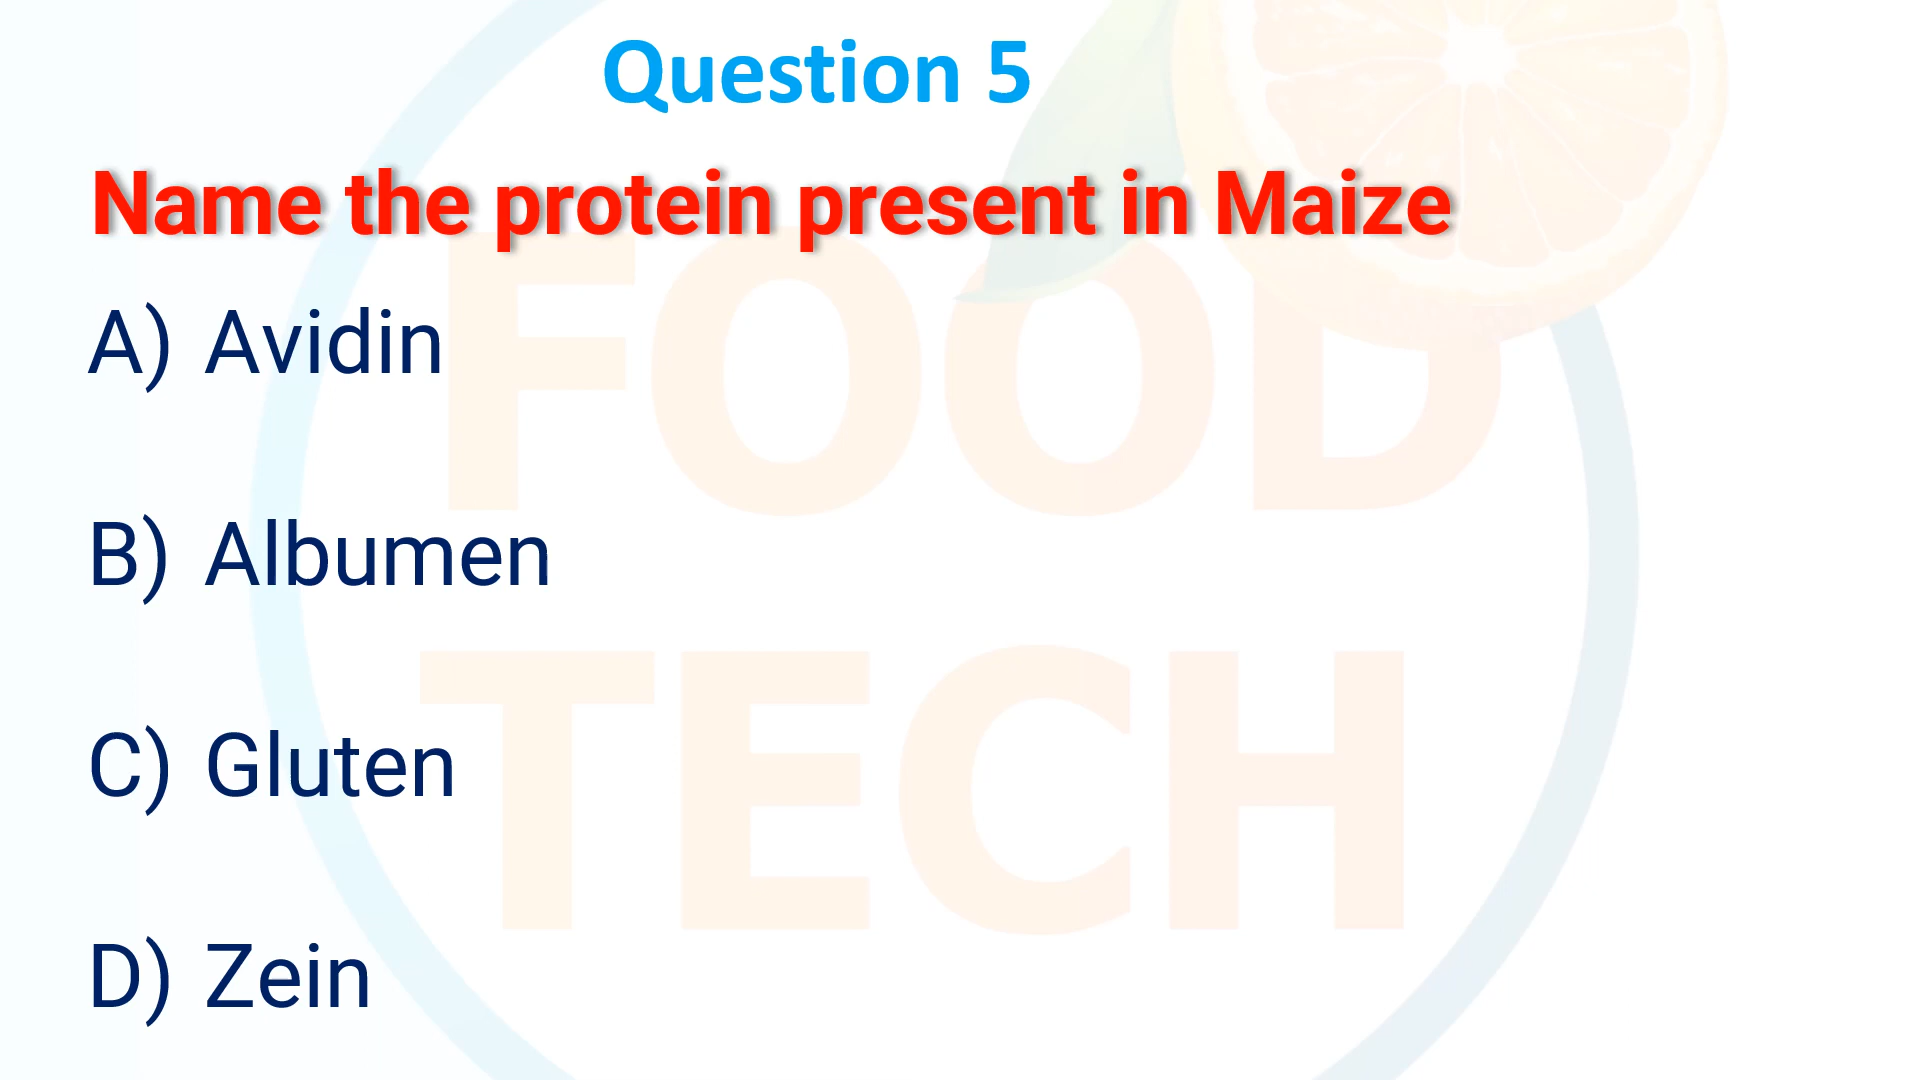 Question 5
Name the protein present in Maize
A) Avidin
B) Albumen
C) Gluten
D) Zein
FOOD
TECH